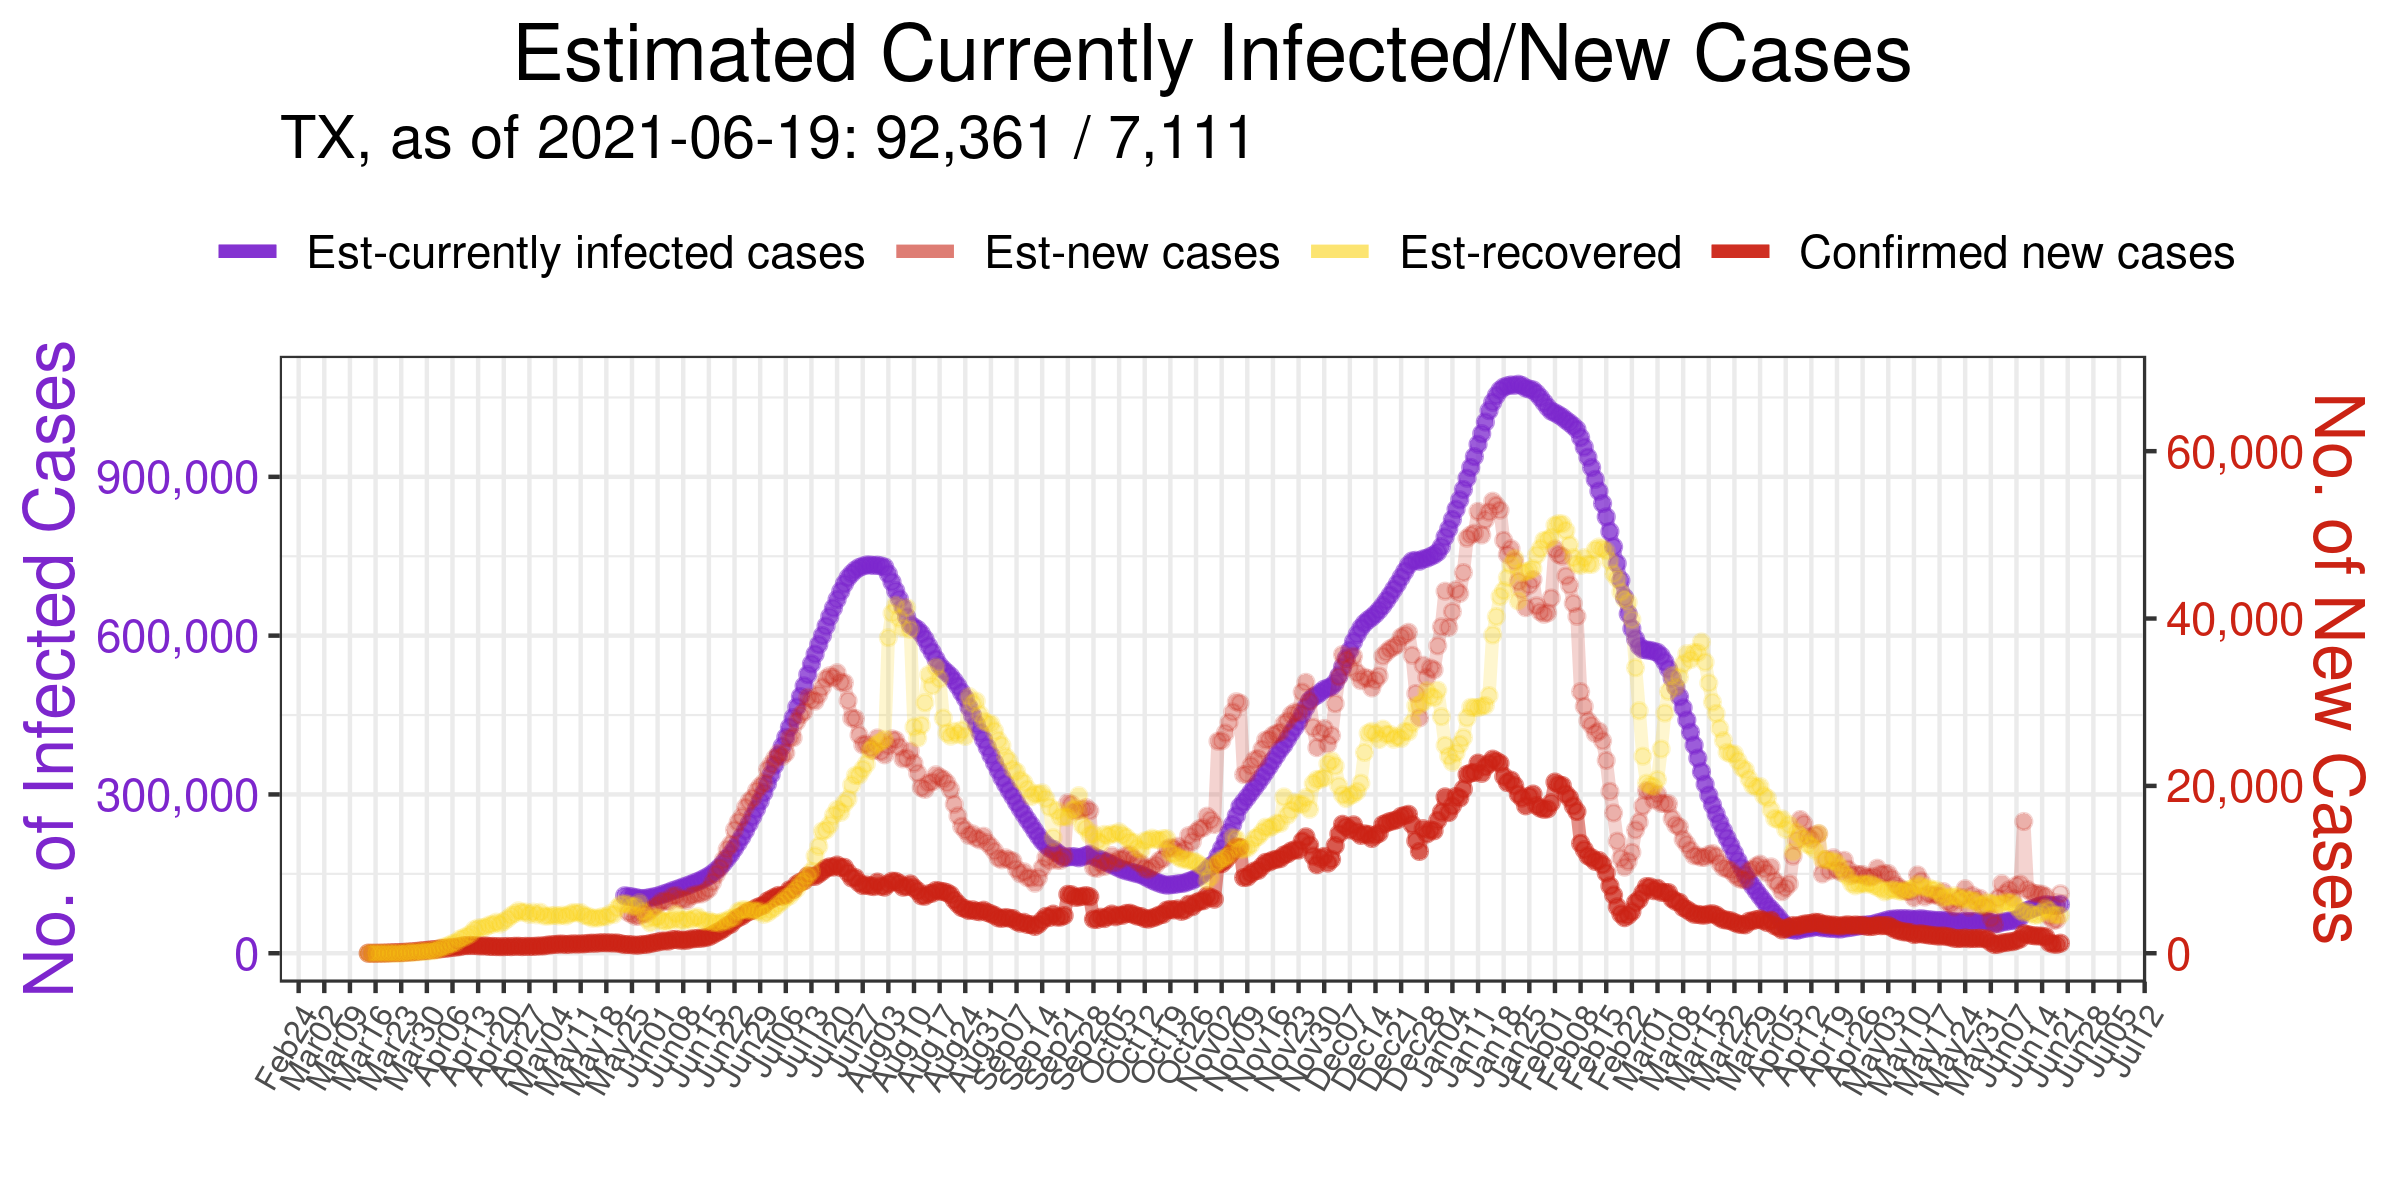 Estimated Currently Infected/New Cases
TX, as of 2021-06-19: 92,361 / 7,111
Est-currently infected cases
Est-new cases
Est-recovered
Confirmed new cases
No. of Infected Cases
900,000
600,000
300,000
0
60,000
40,000
20,000
0
No. of New Cases
Feb24
Mar02
Mar09
Mar16
Mar23
Mar30
Apr06
Apr13
Apr20
Apr27
May04
May11
May18
May25
Jun01
Jun08
Jun15
Jun22
Jun29
Jul06
Jul13
Jul20
Jul27
Aug03
Aug10
Aug17
Aug24
Aug31
Sep07
Sep14
Sep21
Sep28
Oct05
Oct12
Oct19
Oct26
Nov02
Nov09
Nov16
Nov23
Nov30
Dec07
Dec14
Dec21
Dec28
Jan04
Jan11
Jan18
Jan25
Feb01
Feb08
Feb15
Feb22
Mar01
Mar08
Mar15
Mar22
Mar29
Apr05
Apr12
Apr19
Apr26
May03
May10
May17
May24
May31
Jun07
Jun14
Jun21
Jun28
Jul05
Jul12